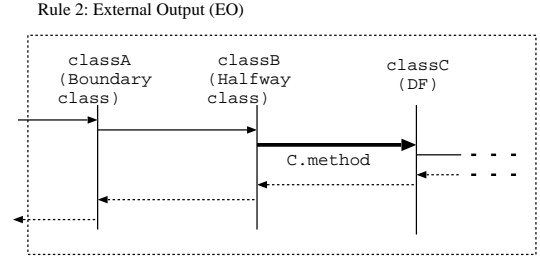 Rule 2: External Output (EO)
classA
(Boundary
class)
classB
(Halfway
class)
classC
(DF)
C.method